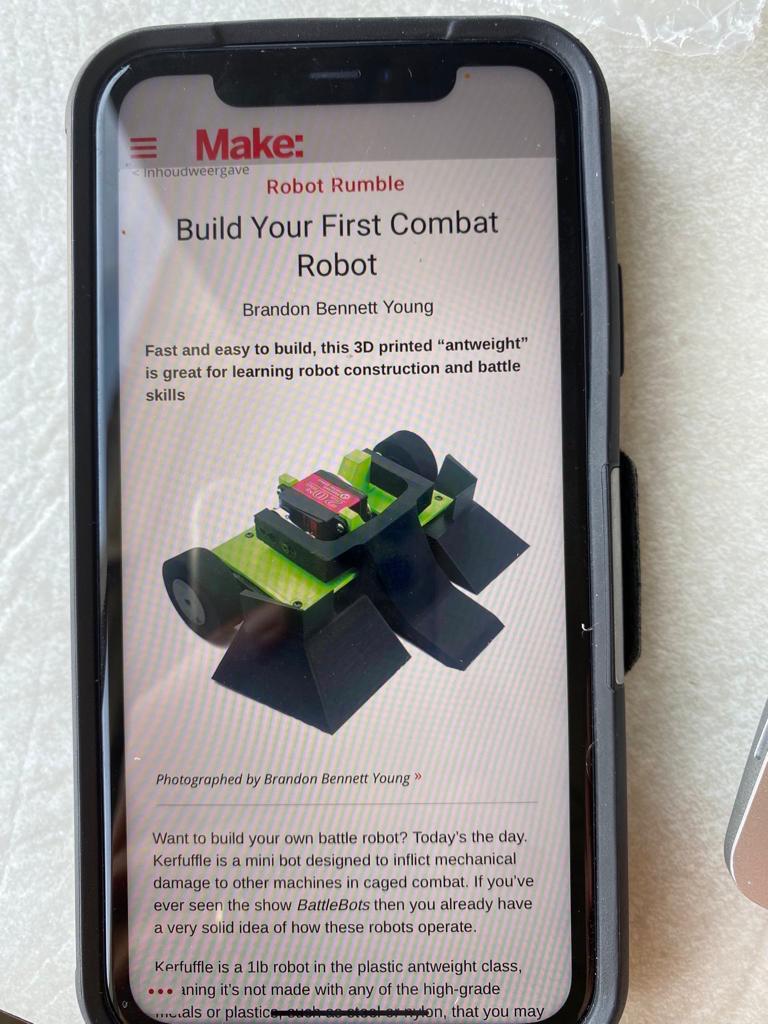 Make:
< Inhoudweergave
Robot Rumble
Build Your First Combat
Robot
Brandon Bennett Young
Fast and easy to build, this 3D printed “antweight”
is great for learning robot construction and battle
skills
Photographed by Brandon Bennett Young »
Want to build your own battle robot? Today’s the day.
Kerfuffle is a mini bot designed to inflict mechanical
damage to other machines in caged combat. If you’ve
ever seen the show BattleBots then you already have
a very solid idea of how these robots operate.
Kerfuffle is a 1lb robot in the plastic antweight class,
aning it’s not made with any of the high-grade
als or plastics, such as steel or nylon, that you may